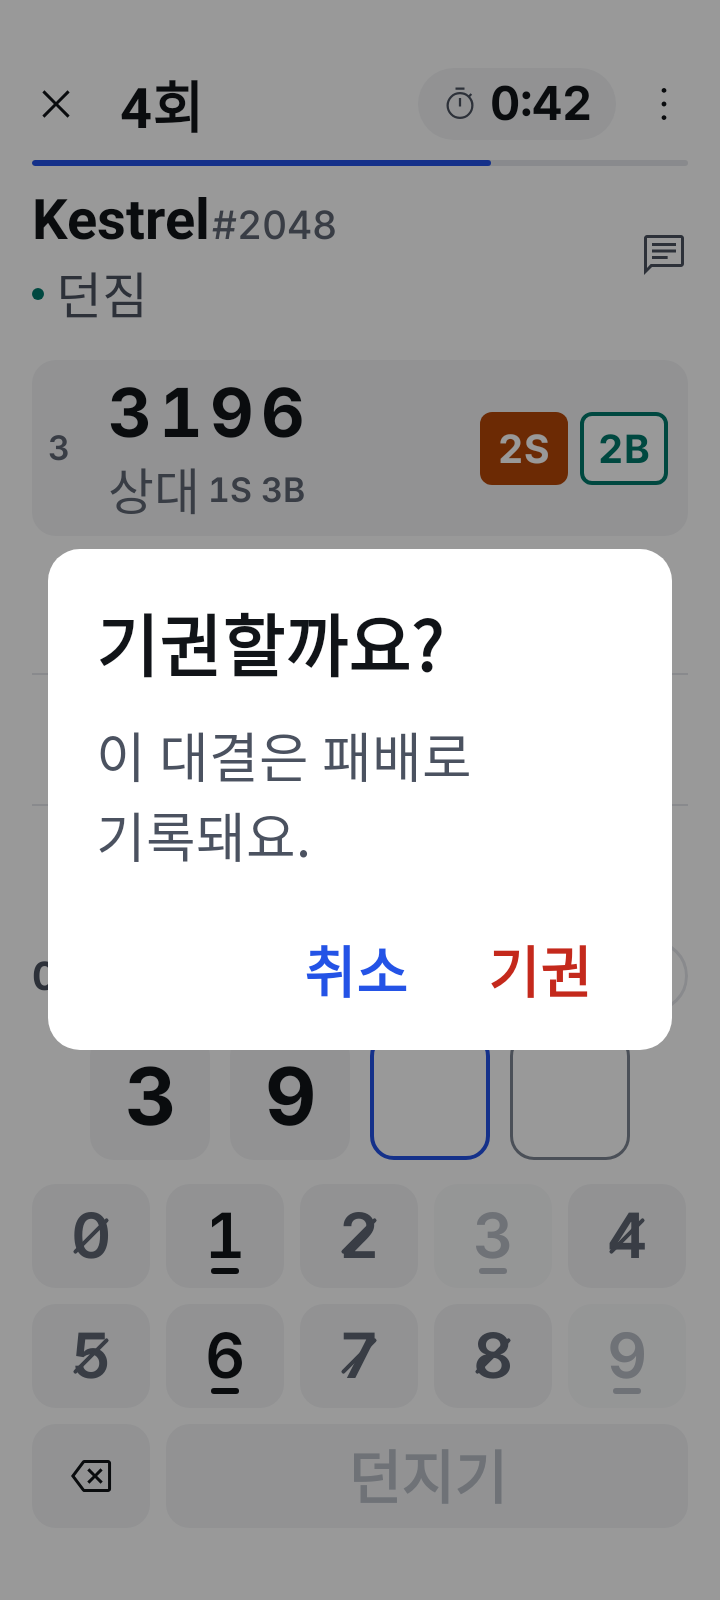 4회 0:42
Kestrel#2048
던짐
3 3196 2S 2B
상대 1S 3B
기권할까요?
이 대결은 패배로
기록돼요.
취소 기권
3 9
0 1 2 3 4
5 6 7 8 9
던지기